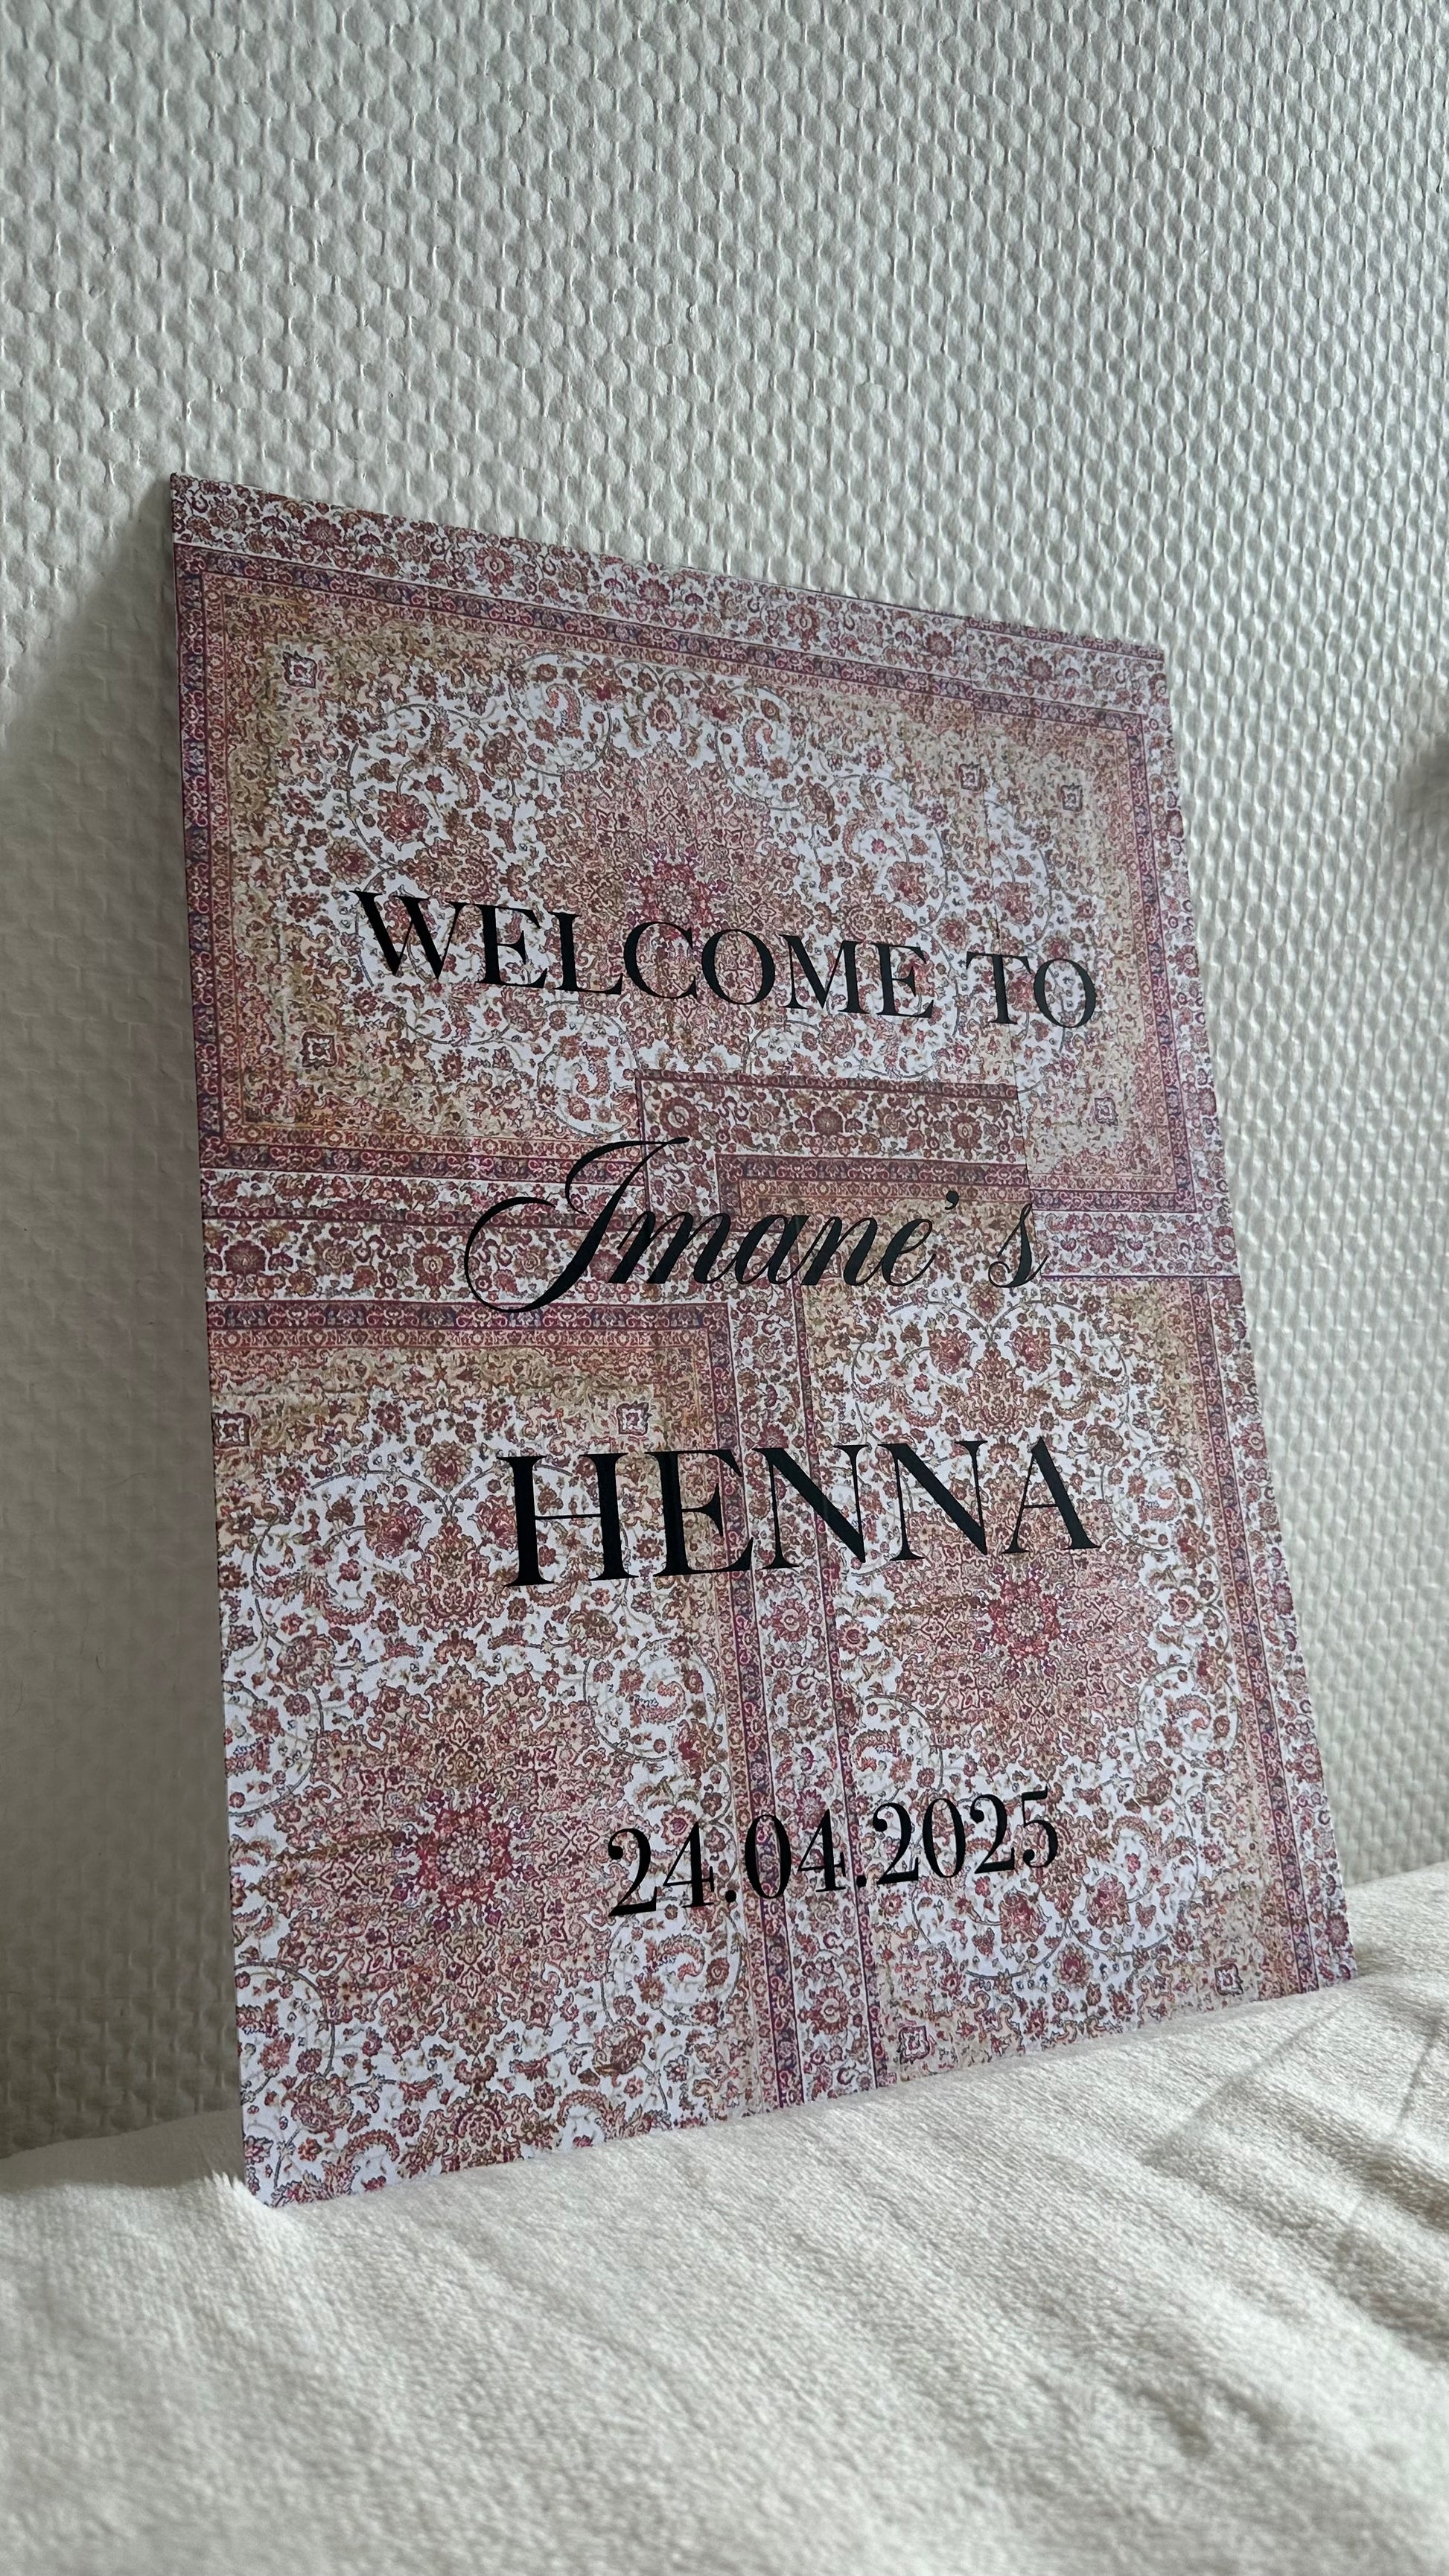 WELCOME TO
Imane's
HENNA
24.04.2025